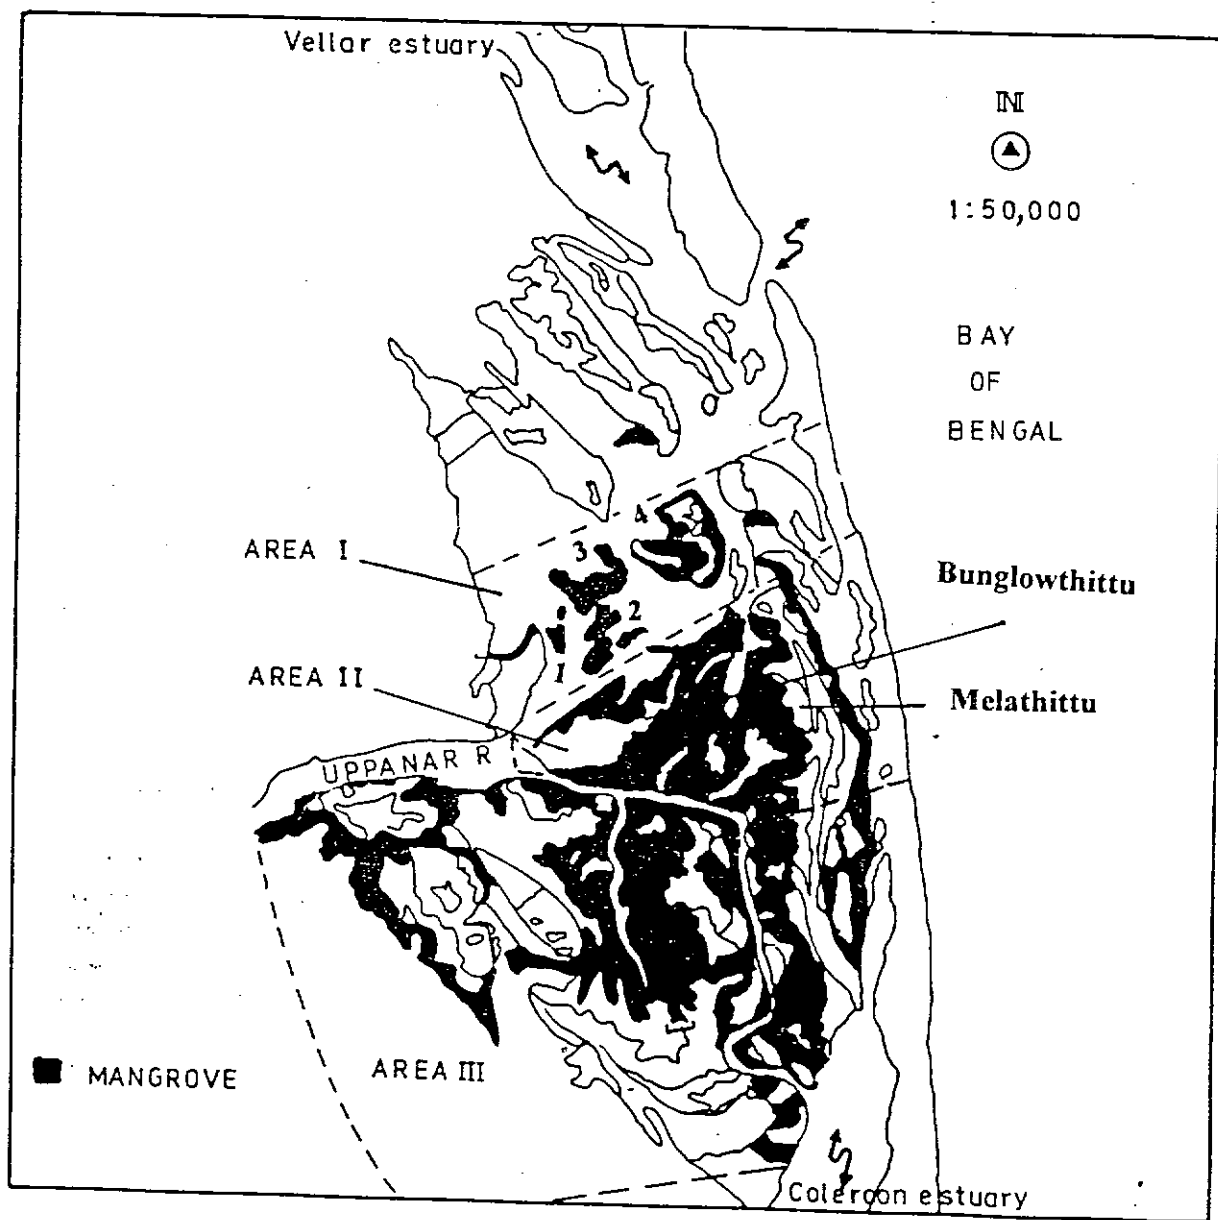 Vellar estuary
N
1:50,000
BAY
OF
BENGAL
4
AREA I
3
Bunglowthittu
2
1
AREA II
Melathittu
UPPANAR R
AREA III
MANGROVE
Coleroon estuary